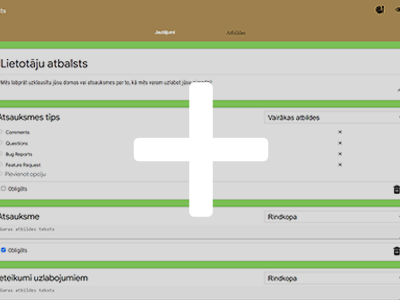 Jautājumi
Atbildes
Lietotāju atbalsts
Mēs labprāt uzklausītu jūsu domas vai atsauksmes par to, kā mēs varam uzlabot jūsu
Atsauksmes tips
Vairākas atbildes
Comments
Questions
Bug Reports
Feature Request
Pievienot opciju
Obligāts
Atsauksme
Rindkopa
Garas atbildes teksts
Obligāts
Ieteikumi uzlabojumiem
Rindkopa
Garas atbildes teksts